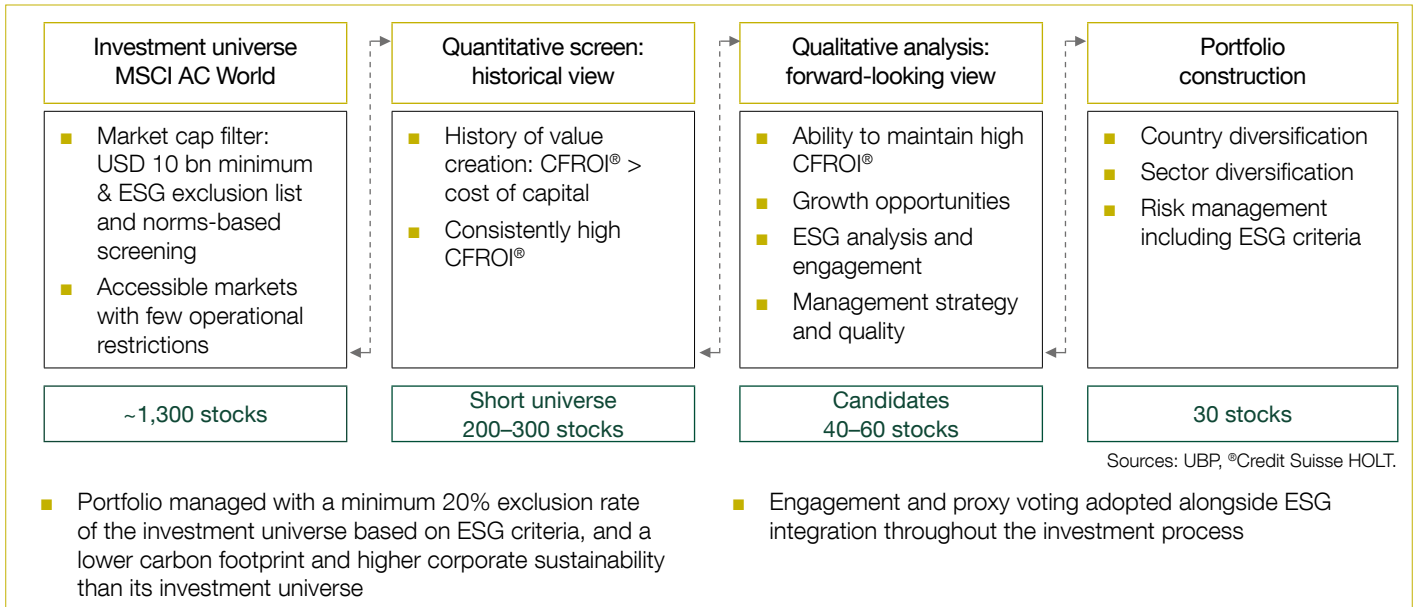 Investment universe
MSCI AC World
Quantitative screen:
historical view
Qualitative analysis:
forward-looking view
Portfolio
construction
■ Market cap filter:
USD 10 bn minimum
& ESG exclusion list
and norms-based
screening
■ Accessible markets
with few operational
restrictions
■ History of value
creation: CFROI® >
cost of capital
■ Consistently high
CFROI®
■ Ability to maintain high
CFROI®
■ Growth opportunities
■ ESG analysis and
engagement
■ Management strategy
and quality
■ Country diversification
■ Sector diversification
■ Risk management
including ESG criteria
~1,300 stocks
Short universe
200–300 stocks
Candidates
40–60 stocks
30 stocks
Sources: UBP, ®Credit Suisse HOLT.
■ Portfolio managed with a minimum 20% exclusion rate
of the investment universe based on ESG criteria, and a
lower carbon footprint and higher corporate sustainability
than its investment universe
■ Engagement and proxy voting adopted alongside ESG
integration throughout the investment process